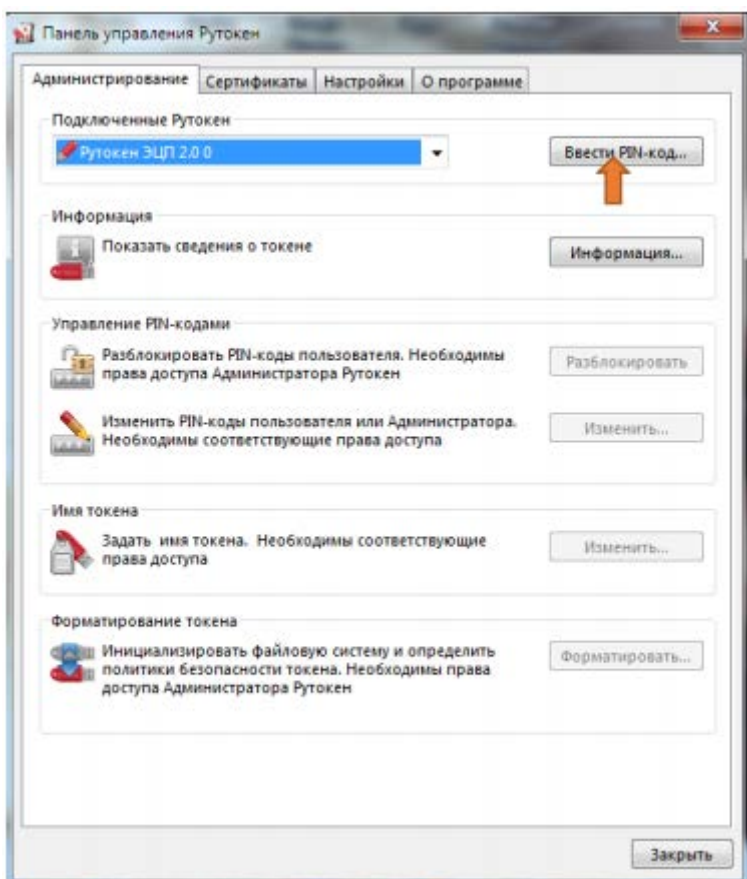 Панель управления Рутокен
Администрирование Сертификаты Настройки О программе
Подключенные Рутокен
Рутокен ЭЦП 2.0 0
Ввести PIN-код...
Информация
Показать сведения о токене
Информация...
Управление PIN-кодами
Разблокировать PIN-коды пользователя. Необходимы
права доступа Администратора Рутокен
Разблокировать
Изменить PIN-коды пользователя или Администратора.
Необходимы соответствующие права доступа
Изменить...
Имя токена
Задать имя токена. Необходимы соответствующие
права доступа
Изменить...
Форматирование токена
Инициализировать файловую систему и определить
политики безопасности токена. Необходимы права
доступа Администратора Рутокен
Форматировать...
Закрыть